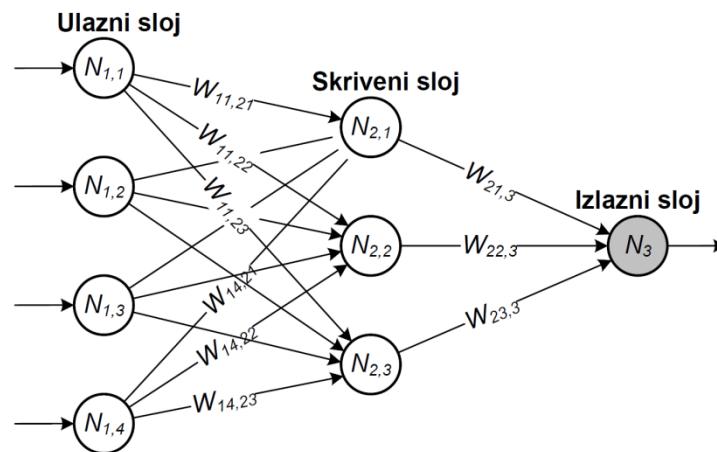 Ulazni sloj
Skriveni sloj
Izlazni sloj
N1,1
N1,2
N1,3
N1,4
W11,21
W11,22
W11,23
W14,21
W14,22
W14,23
N2,1
N2,2
N2,3
W21,3
W22,3
W23,3
N3